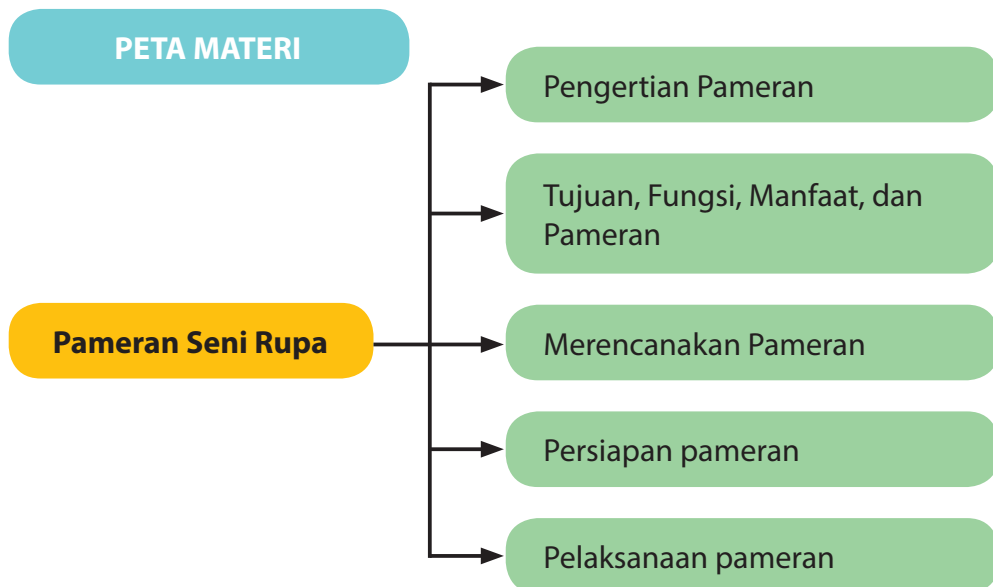 PETA MATERI
Pengertian Pameran
Tujuan, Fungsi, Manfaat, dan
Pameran
Pameran Seni Rupa
Merencanakan Pameran
Persiapan pameran
Pelaksanaan pameran